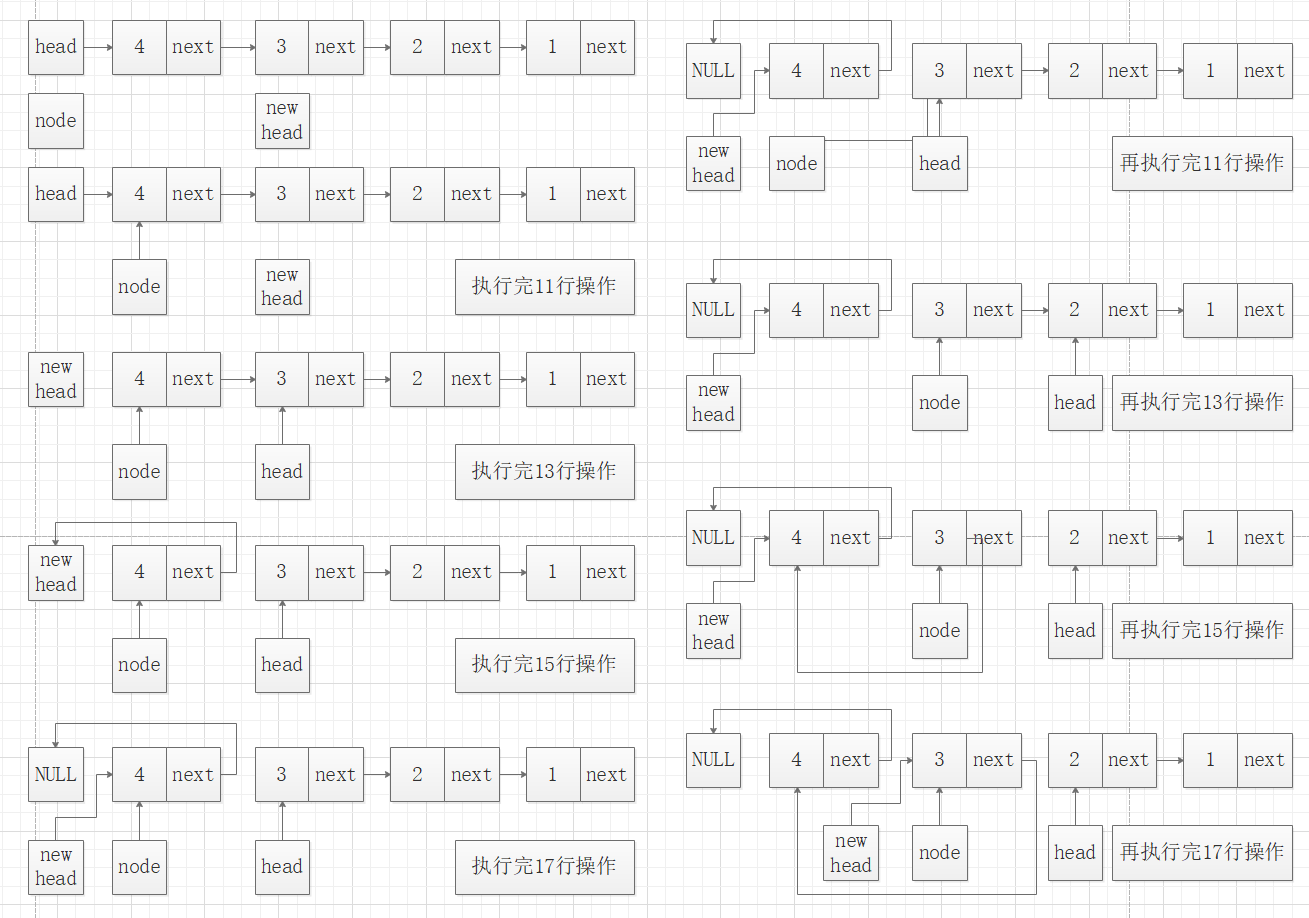 head 4 next 3 next 2 next 1 next
node
new
head
head 4 next 3 next 2 next 1 next
node
new
head
执行完11行操作
new
head
4 next 3 next 2 next 1 next
node
head
执行完13行操作
new
head
4 next 3 next 2 next 1 next
node
head
执行完15行操作
NULL 4 next 3 next 2 next 1 next
new
head
node
head
执行完17行操作
NULL 4 next 3 next 2 next 1 next
new
head
node
head
再执行完11行操作
NULL 4 next 3 next 2 next 1 next
new
head
node
head
再执行完13行操作
NULL 4 next 3 next 2 next 1 next
new
head
node
head
再执行完15行操作
NULL 4 next 3 next 2 next 1 next
new
head
node
head
再执行完17行操作